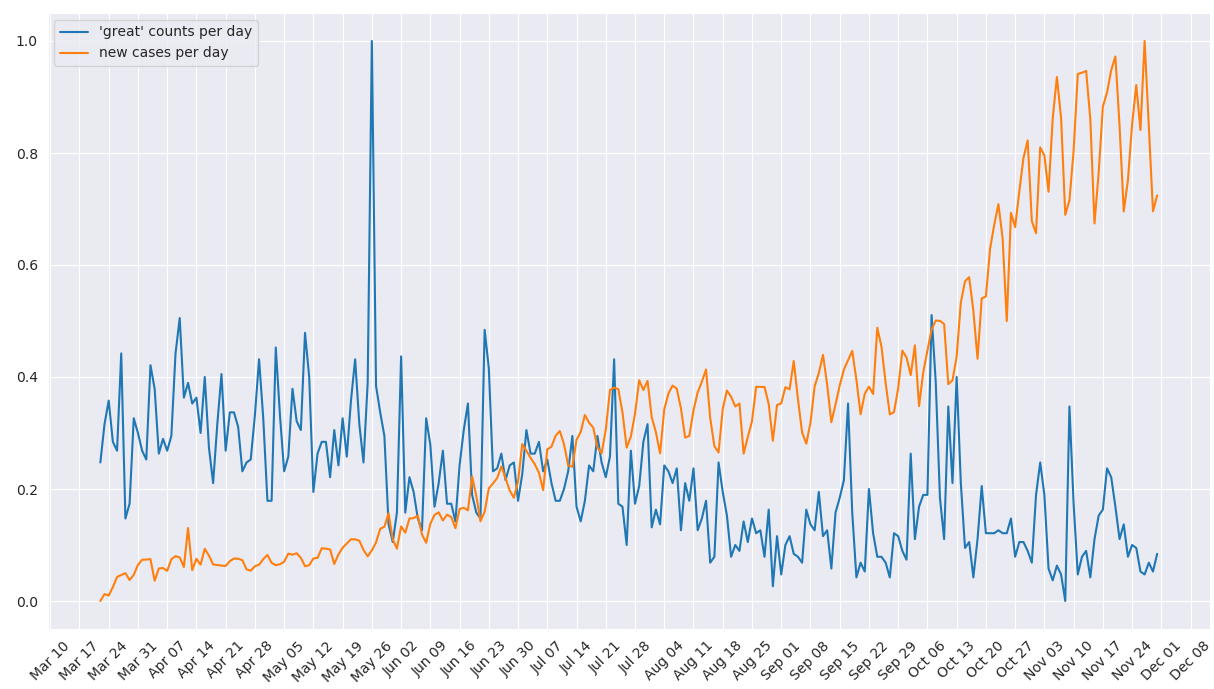 'great' counts per day
new cases per day
1.0
0.8
0.6
0.4
0.2
0.0
Mar 10
Mar 17
Mar 24
Mar 31
Apr 07
Apr 14
Apr 21
Apr 28
May 05
May 12
May 19
May 26
Jun 02
Jun 09
Jun 16
Jun 23
Jun 30
Jul 07
Jul 14
Jul 21
Jul 28
Aug 04
Aug 11
Aug 18
Aug 25
Sep 01
Sep 08
Sep 15
Sep 22
Sep 29
Oct 06
Oct 13
Oct 20
Oct 27
Nov 03
Nov 10
Nov 17
Nov 24
Dec 01
Dec 08